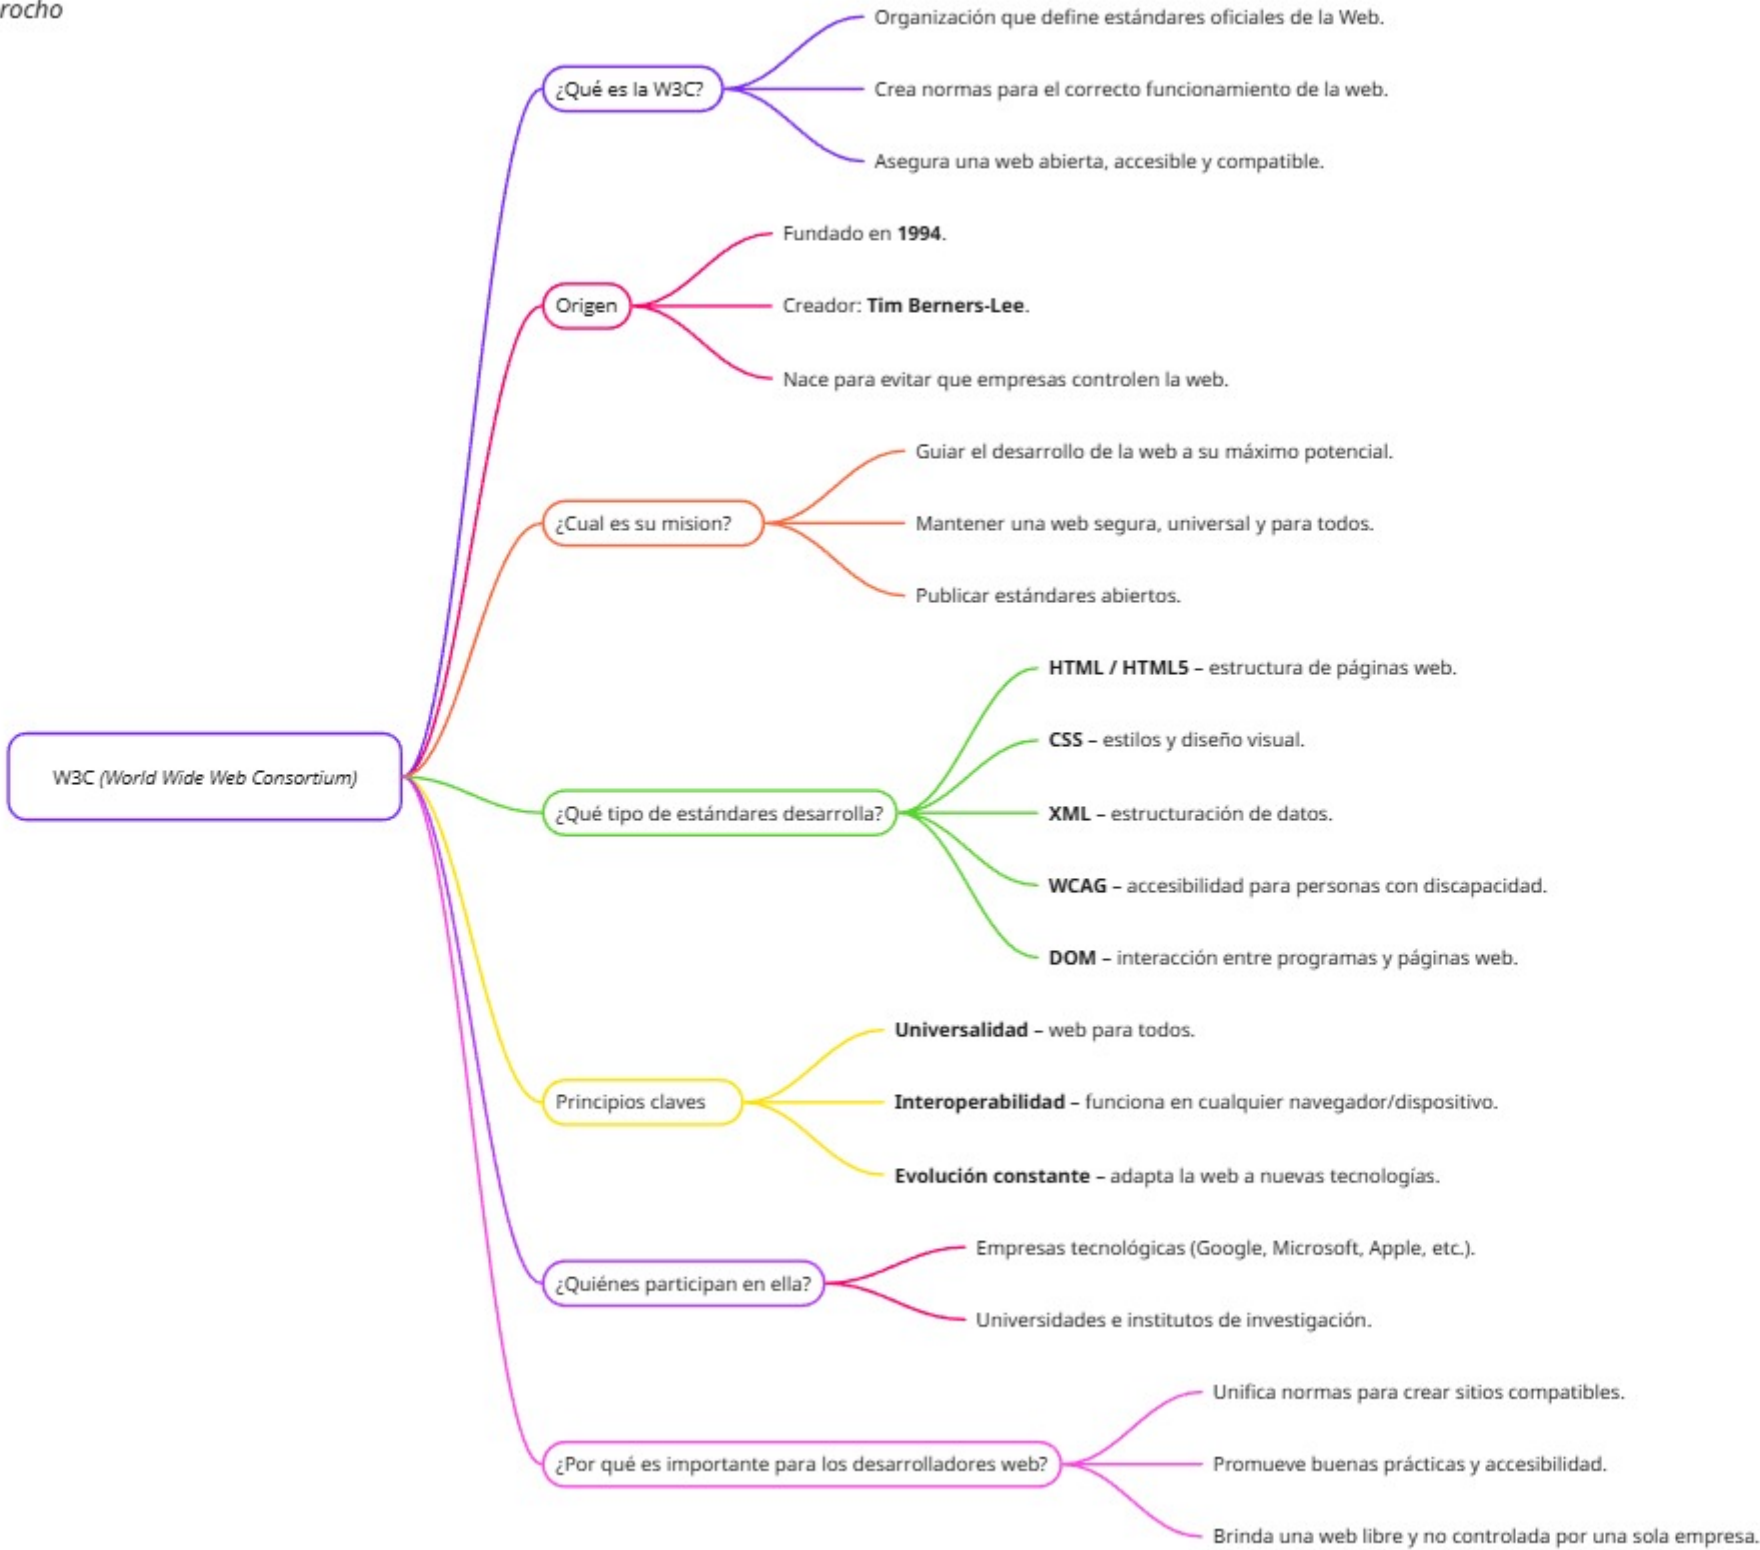 rocho
Organización que define estándares oficiales de la Web.
¿Qué es la W3C?
Crea normas para el correcto funcionamiento de la web.
Asegura una web abierta, accesible y compatible.
Fundado en 1994.
Origen
Creador: Tim Berners-Lee.
Nace para evitar que empresas controlen la web.
Guiar el desarrollo de la web a su máximo potencial.
¿Cual es su mision?
Mantener una web segura, universal y para todos.
Publicar estándares abiertos.
W3C (World Wide Web Consortium)
HTML / HTML5 – estructura de páginas web.
CSS – estilos y diseño visual.
¿Qué tipo de estándares desarrolla?
XML – estructuración de datos.
WCAG – accesibilidad para personas con discapacidad.
DOM – interacción entre programas y páginas web.
Universalidad – web para todos.
Principios claves
Interoperabilidad – funciona en cualquier navegador/dispositivo.
Evolución constante – adapta la web a nuevas tecnologías.
Empresas tecnológicas (Google, Microsoft, Apple, etc.).
¿Quiénes participan en ella?
Universidades e institutos de investigación.
Unifica normas para crear sitios compatibles.
¿Por qué es importante para los desarrolladores web?
Promueve buenas prácticas y accesibilidad.
Brinda una web libre y no controlada por una sola empresa.